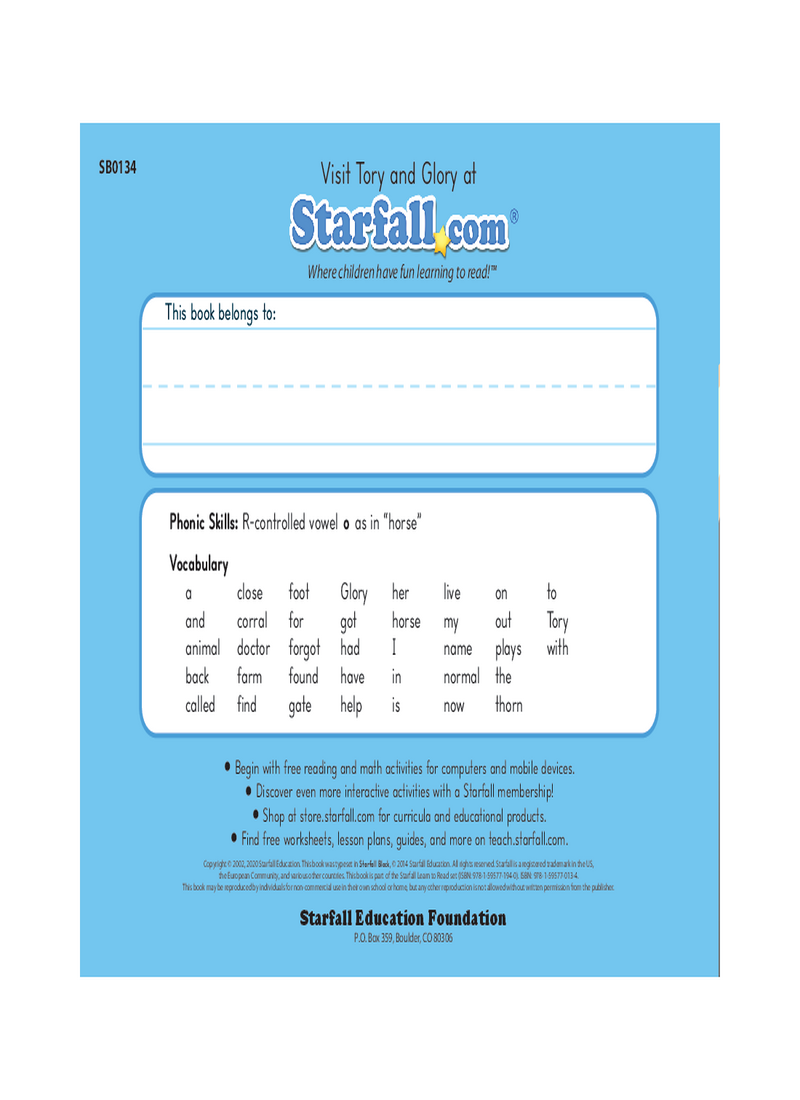 SB0134
Visit Tory and Glory at
Starfall.com®
Where children have fun learning to read!™
This book belongs to:
Phonic Skills: R-controlled vowel o as in “horse”
Vocabulary
a close foot Glory her live on to
and corral for got horse my out Tory
animal doctor forgot had I name plays with
back farm found have in normal the
called find gate help is now thorn
• Begin with free reading and math activities for computers and mobile devices.
• Discover even more interactive activities with a Starfall membership!
• Shop at store.starfall.com for curricula and educational products.
• Find free worksheets, lesson plans, guides, and more on teach.starfall.com.
Copyright © 2002, 2020 Starfall Education. This book was typeset in Starfall Block, © 2014 Starfall Education. All rights reserved. Starfall is a registered trademark in the US,
the European Community, and various other countries. This book is part of the Starfall Learn to Read set (ISBN: 978-1-59577-194-0). ISBN: 978-1-59577-013-4.
This book may be reproduced by individuals for non-commercial use in their own school or home, but any other reproduction is not allowed without written permission from the publisher.
Starfall Education Foundation
P.O. Box 359, Boulder, CO 80306